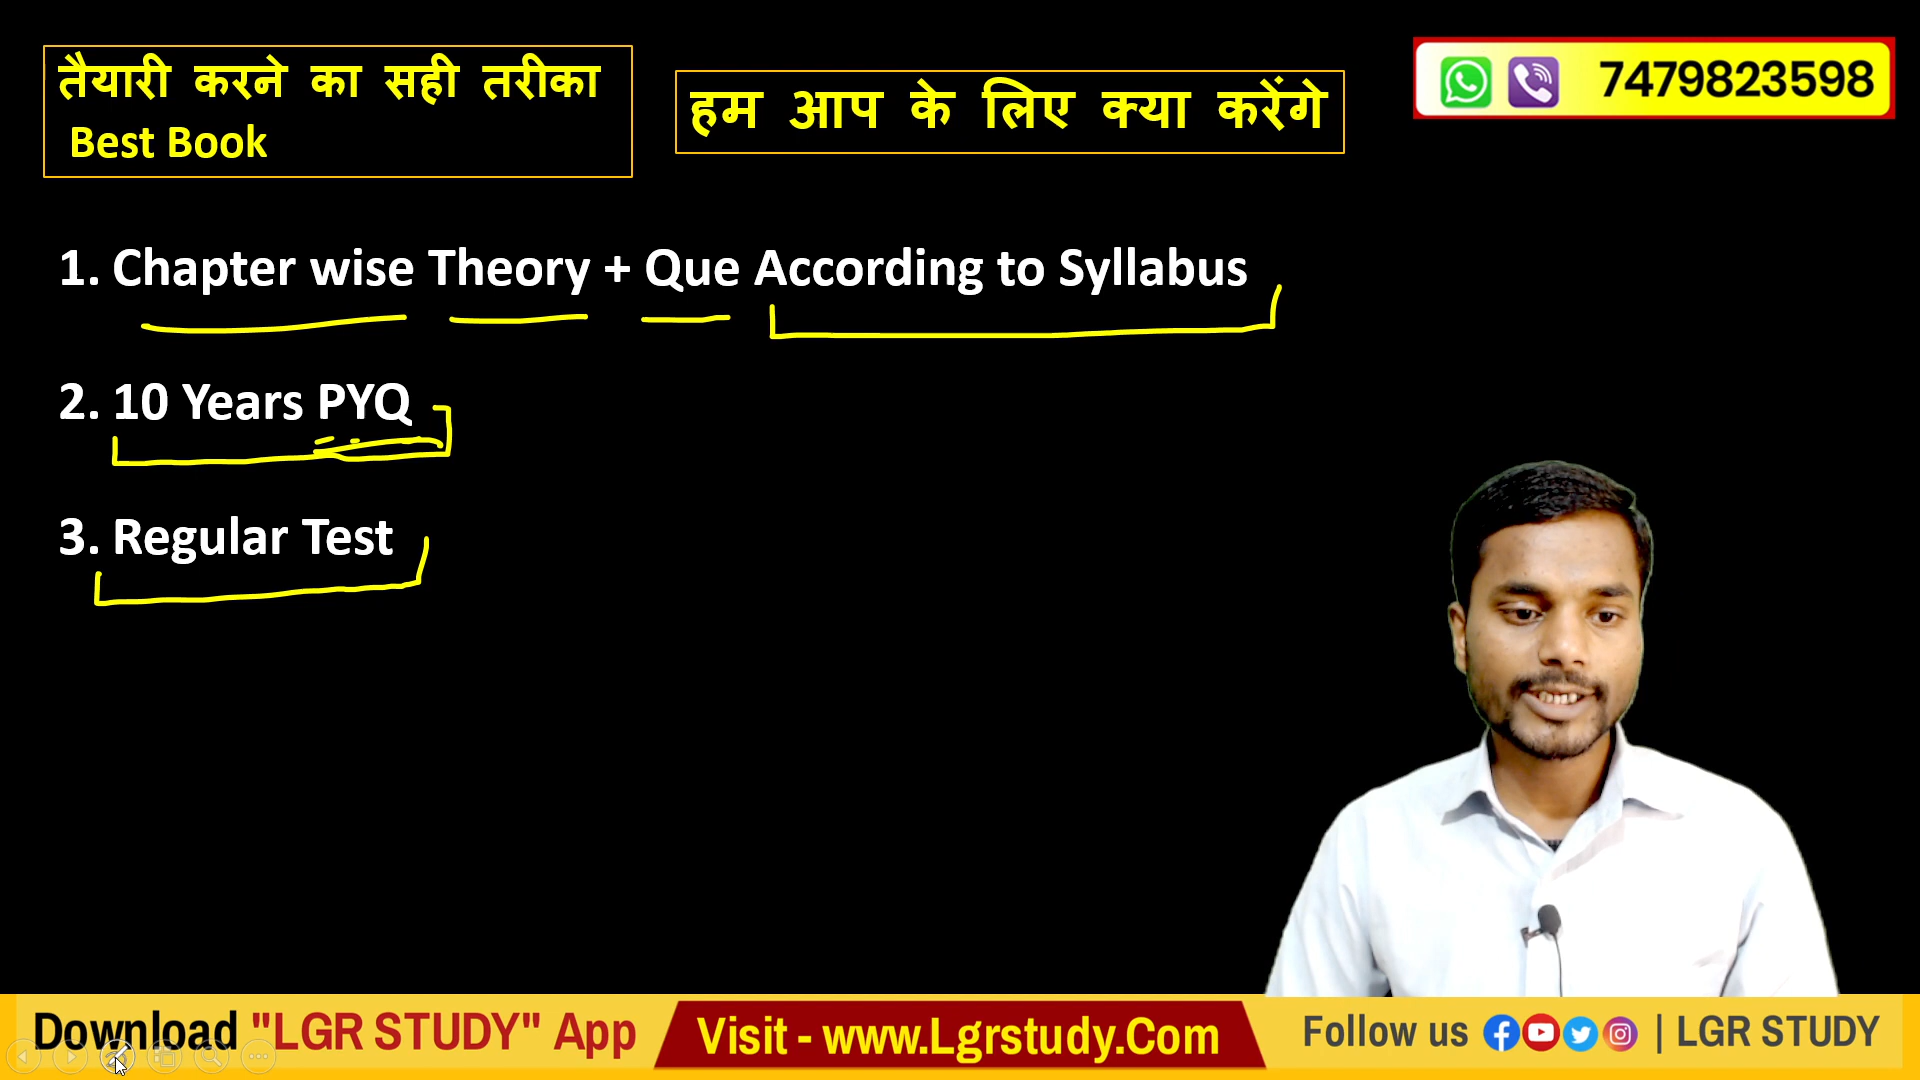 तैयारी करने का सही तरीका
Best Book
हम आप के लिए क्या करेंगे
7479823598
1. Chapter wise Theory + Que According to Syllabus
2. 10 Years PYQ
3. Regular Test
Download "LGR STUDY" App
Visit - www.Lgrstudy.Com
Follow us | LGR STUDY